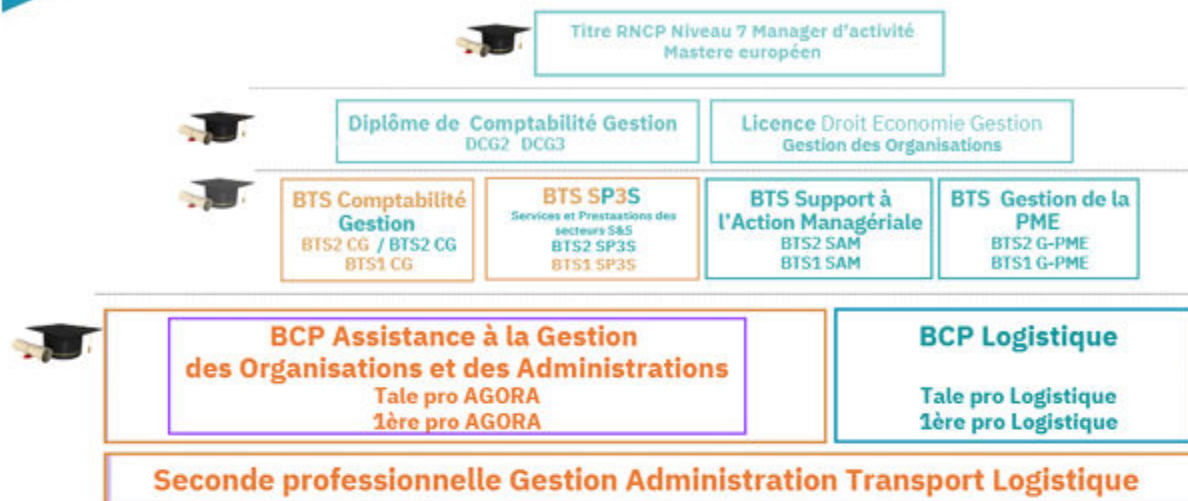 Titre RNCP Niveau 7 Manager d'activité
Mastere européen
Diplôme de Comptabilité Gestion
DCG2 DCG3
Licence Droit Economie Gestion
Gestion des Organisations
BTS Comptabilité
Gestion
BTS2 CG / BTS2 CG
BTS1 CG
BTS SP3S
Services et Prestaations des
secteurs S&S
BTS2 SP3S
BTS1 SP3S
BTS Support à
l'Action Managériale
BTS2 SAM
BTS1 SAM
BTS Gestion de la
PME
BTS2 G-PME
BTS1 G-PME
BCP Assistance à la Gestion
des Organisations et des Administrations
Tale pro AGORA
1ère pro AGORA
BCP Logistique
Tale pro Logistique
1ère pro Logistique
Seconde professionnelle Gestion Administration Transport Logistique